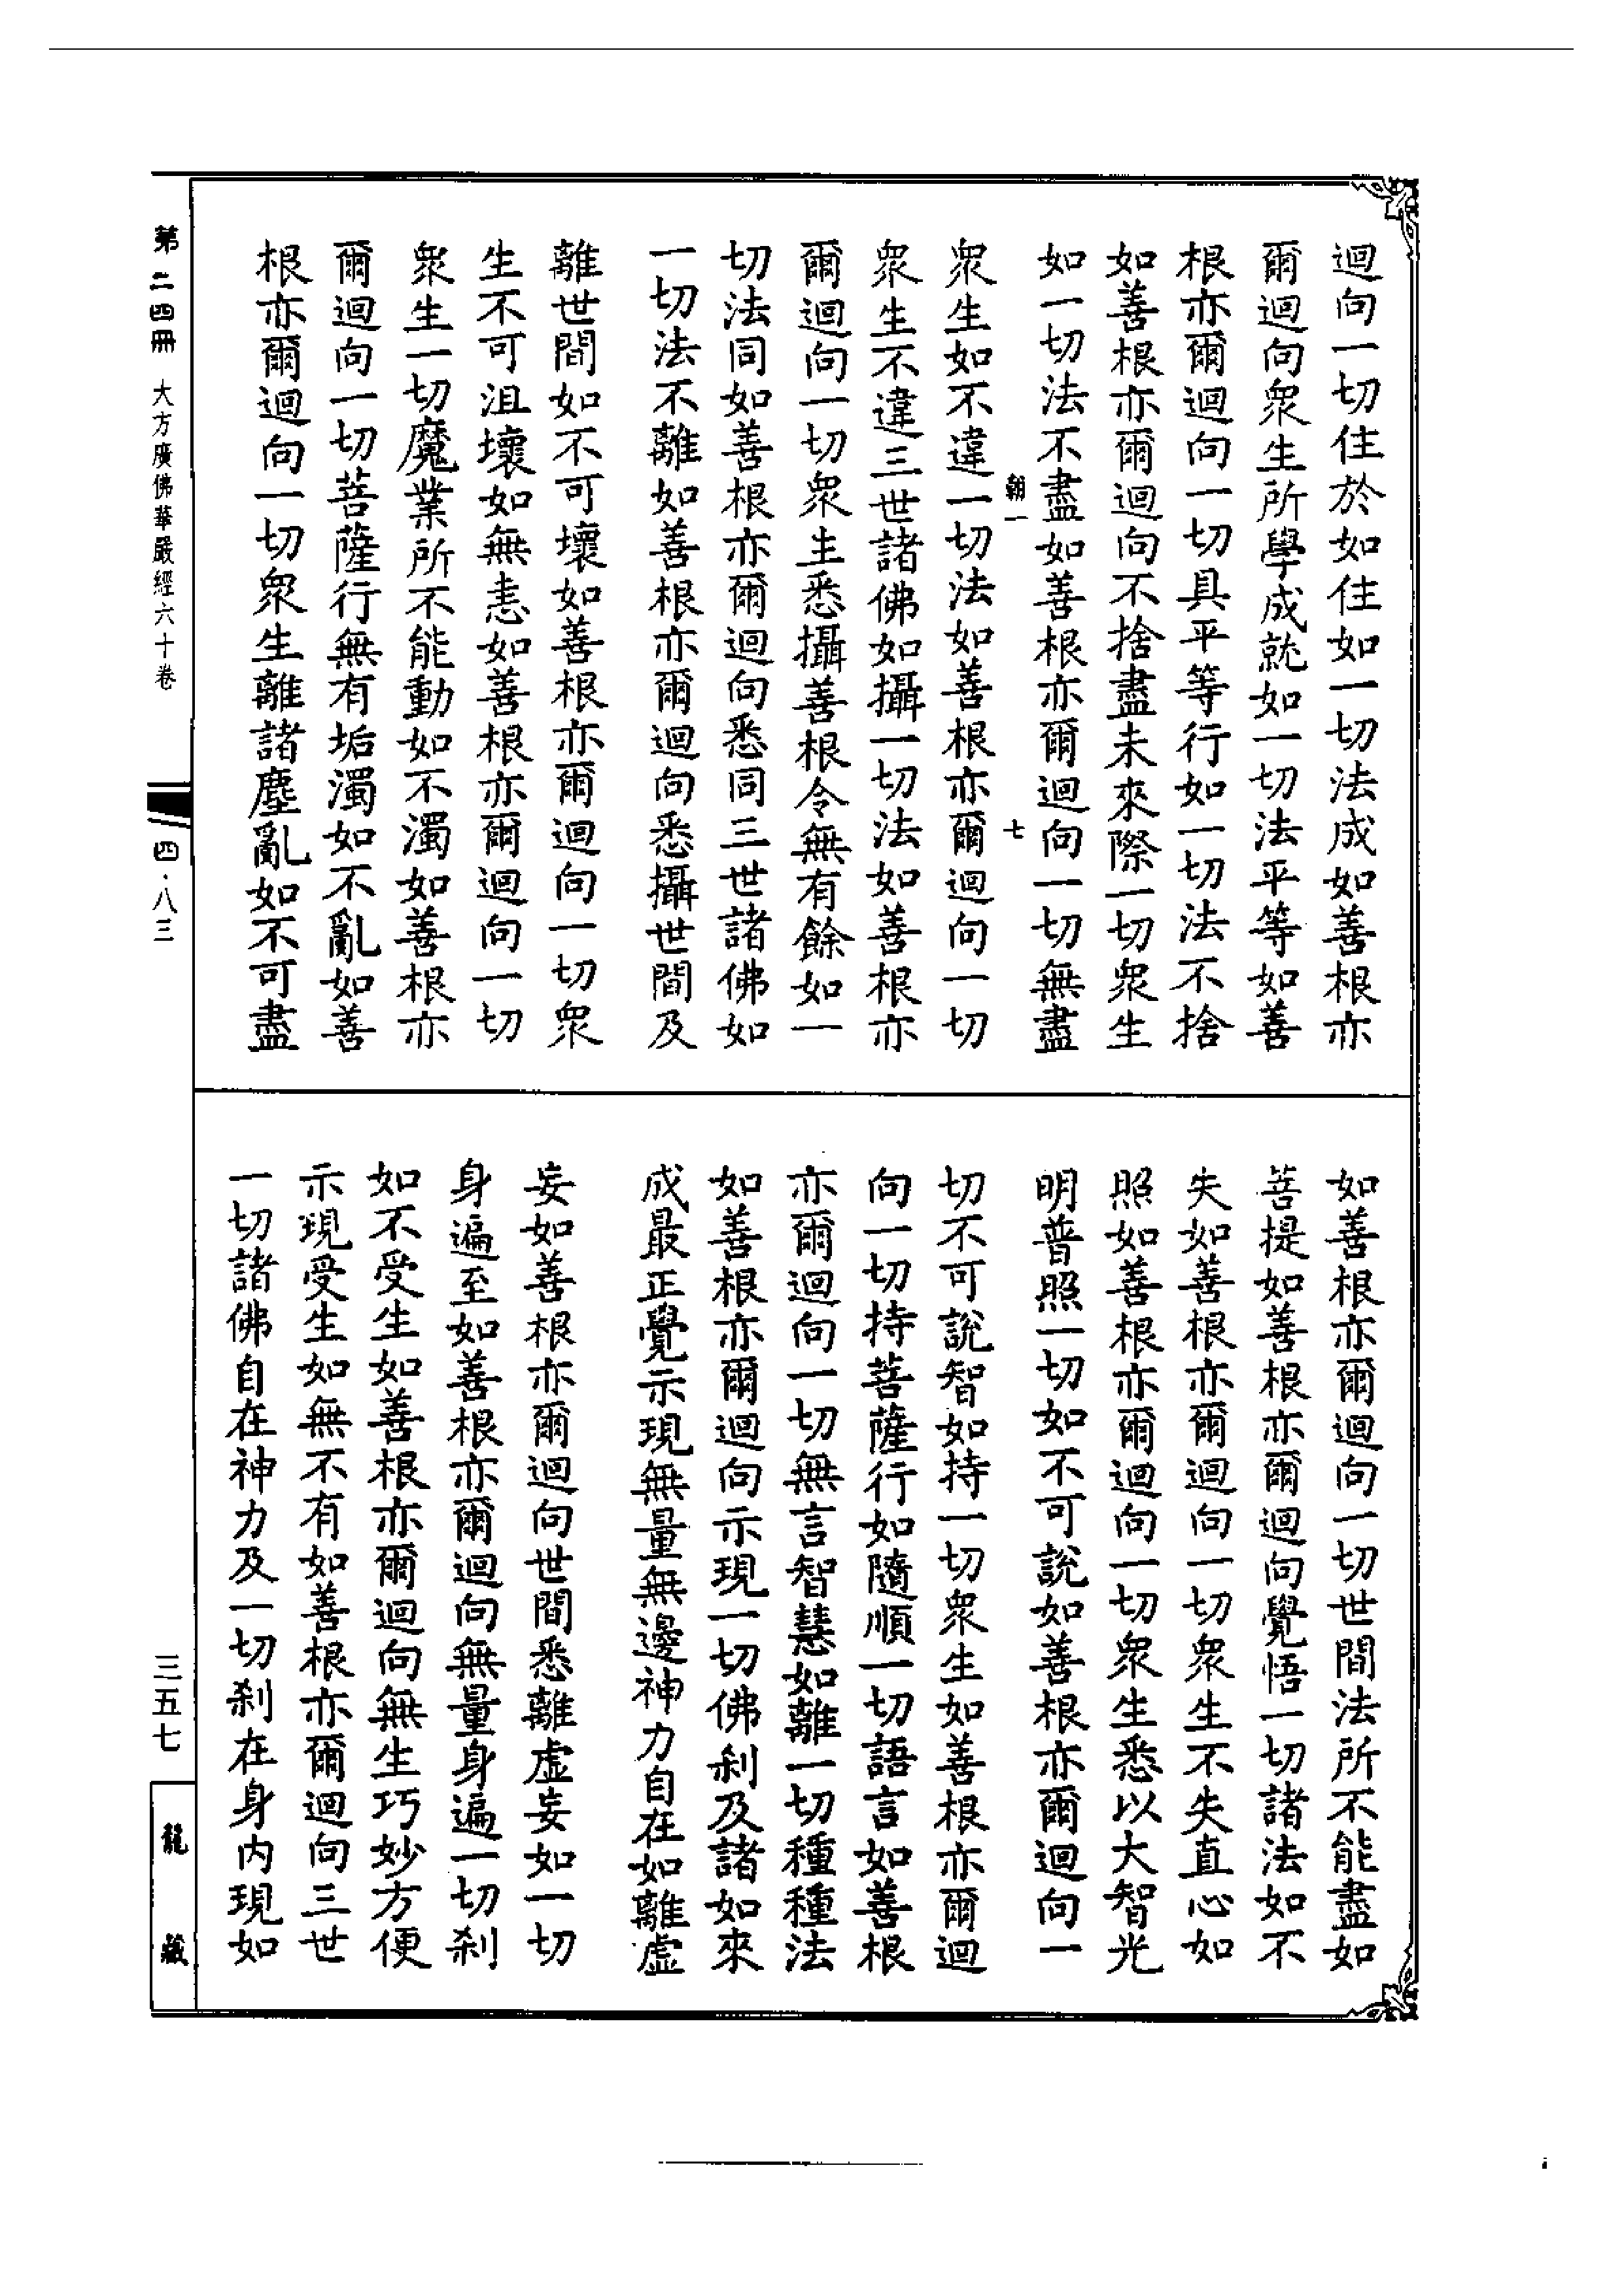 迴向一切住於如住如一切法成如善根亦
爾迴向眾生所學成就如一切法平等如善
根亦爾迴向一切具平等行如一切法不捨
如善根亦爾迴向不捨盡未來際一切眾生
如一切法不盡如善根亦爾迴向一切無盡
朝一 七
眾生如不違一切法如善根亦爾迴向一切
眾生不違三世諸佛如攝一切法如善根亦
爾迴向一切眾生悉攝善根令無有餘如一
切法同如善根亦爾迴向悉同三世諸佛如
一切法不離如善根亦爾迴向悉攝世間及
離世間如不可壞如善根亦爾迴向一切眾
生不可沮壞如無恚如善根亦爾迴向一切
眾生一切魔業所不能動如不濁如善根亦
爾迴向一切菩薩行無有垢濁如不亂如善
根亦爾迴向一切眾生離諸塵亂如不可盡
如善根亦爾迴向一切世間法所不能盡如
菩提如善根亦爾迴向覺悟一切諸法如不
失如善根亦爾迴向一切眾生不失直心如
照如善根亦爾迴向一切眾生悉以大智光
明普照一切如不可說如善根亦爾迴向一
切不可說智如持一切眾生如善根亦爾迴
向一切持菩薩行如隨順一切語言如善根
亦爾迴向一切無言智慧如離一切種種法
如善根亦爾迴向示現一切佛剎及諸如來
成最正覺示現無量無邊神力自在如離虛
妄如善根亦爾迴向世間悉離虛妄如一切
身遍至如善根亦爾迴向無量身遍一切剎
如不受生如善根亦爾迴向無生巧妙方便
示現受生如無不有如善根亦爾迴向三世
一切諸佛自在神力及一切剎在身內現如
第二四冊 大方廣佛華嚴經六十卷
四·八三
三五七
龍藏